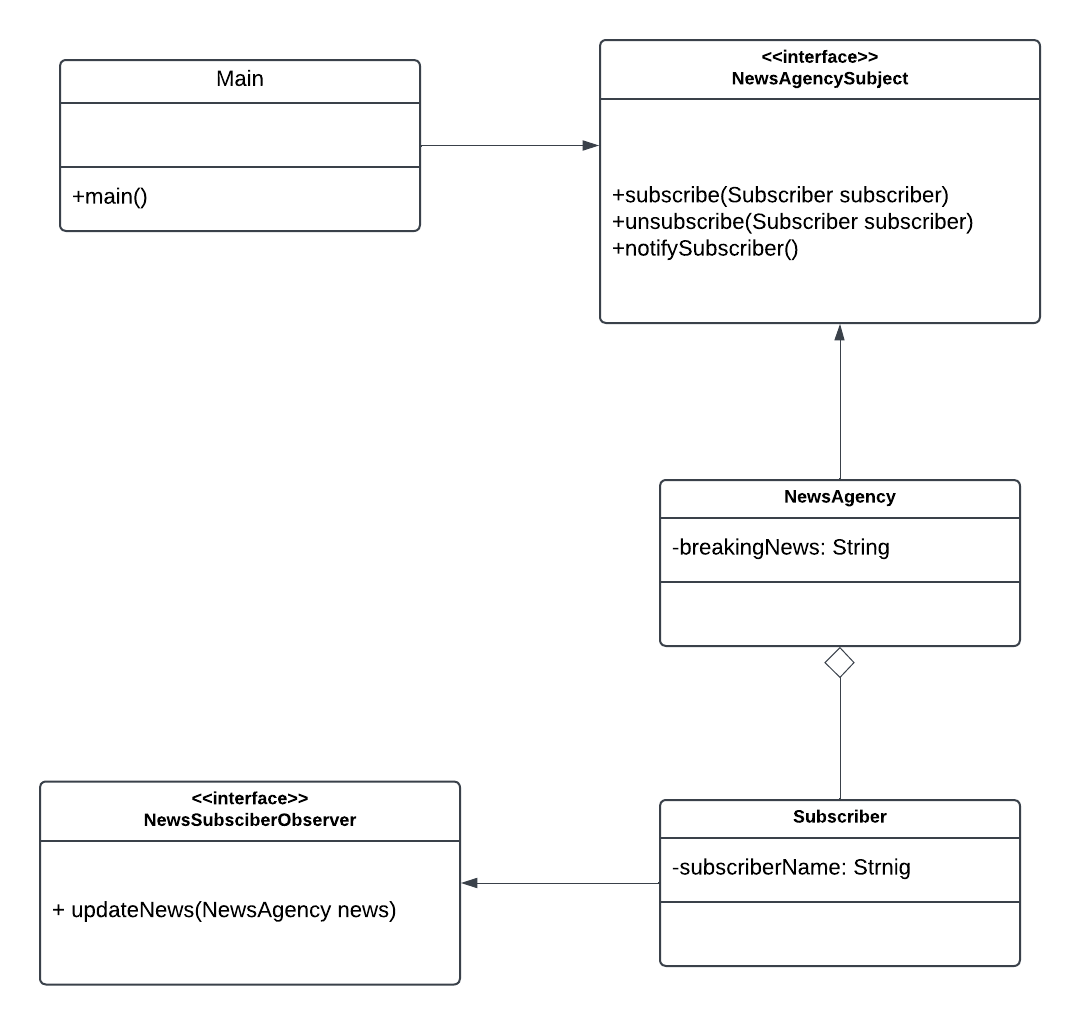 Main
+main()
<<interface>>
NewsAgencySubject
+subscribe(Subscriber subscriber)
+unsubscribe(Subscriber subscriber)
+notifySubscriber()
NewsAgency
-breakingNews: String
<<interface>>
NewsSubsciberObserver
+ updateNews(NewsAgency news)
Subscriber
-subscriberName: Strnig